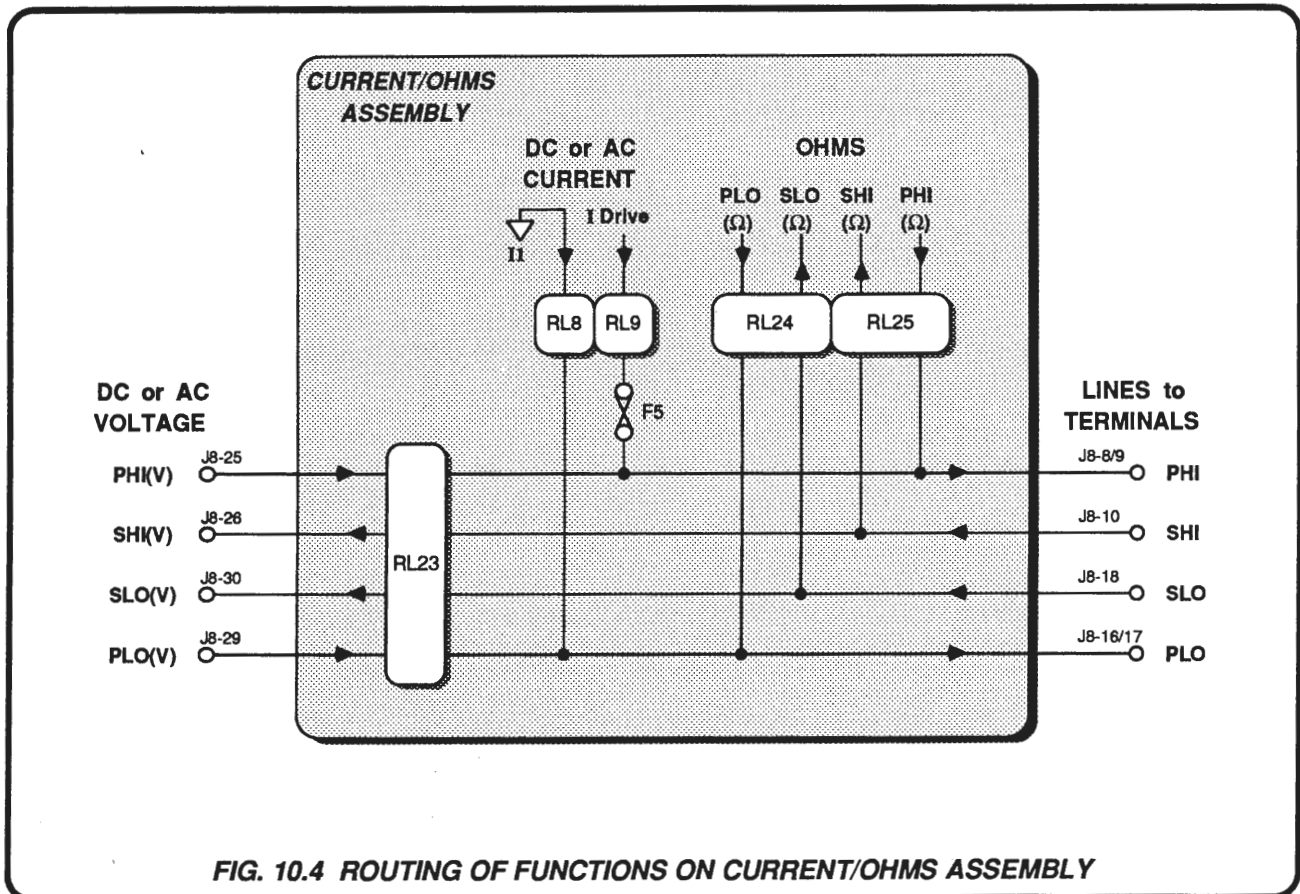 CURRENT/OHMS
ASSEMBLY
DC or AC
CURRENT
OHMS
I1
I Drive
PLO
(Ω)
SLO
(Ω)
SHI
(Ω)
PHI
(Ω)
RL8
RL9
RL24
RL25
F5
DC or AC
VOLTAGE
LINES to
TERMINALS
PHI(V)
J8-25
J8-8/9
PHI
SHI(V)
J8-26
J8-10
SHI
RL23
SLO(V)
J8-30
J8-18
SLO
PLO(V)
J8-29
J8-16/17
PLO
FIG. 10.4 ROUTING OF FUNCTIONS ON CURRENT/OHMS ASSEMBLY